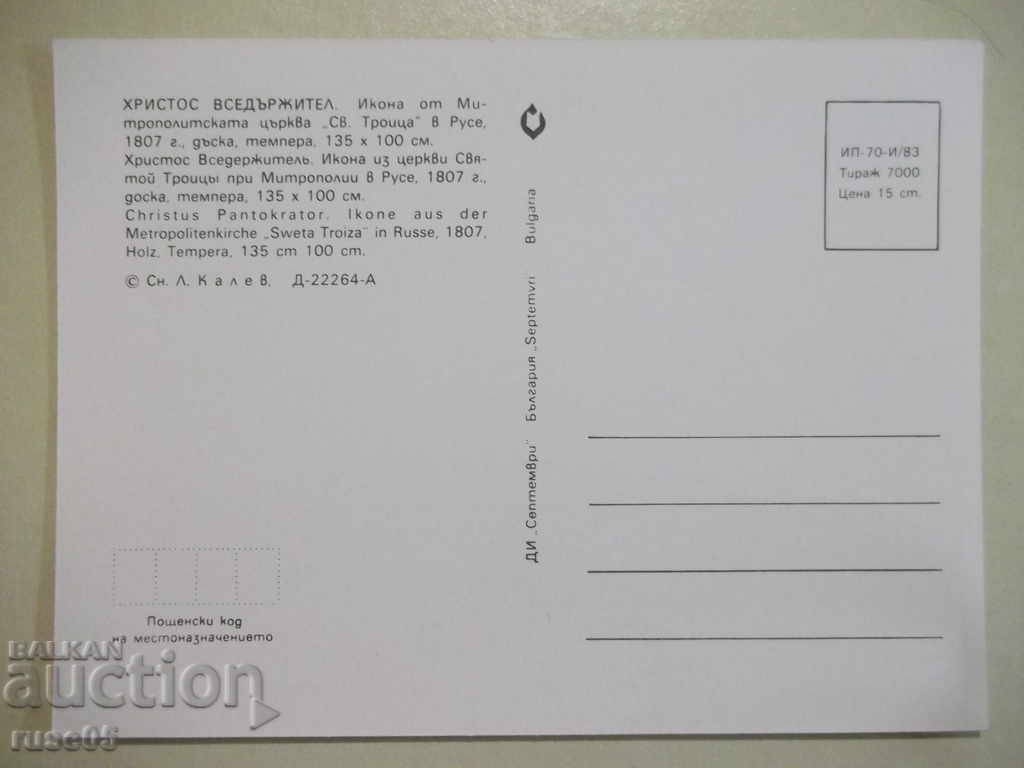 ХРИСТОС ВСЕДЪРЖИТЕЛ. Икона от Ми-
трополитската църква „Св. Троица" в Русе,
1807 г., дъска, темпера, 135 x 100 см.
Христос Вседержитель. Икона из церкви Свя-
той Троицы при Митрополии в Русе, 1807 г.,
доска, темпера, 135 x 100 см.
Christus Pantokrator. Ikone aus der
Metropolitenkirche „Sweta Troiza" in Russe, 1807,
Holz, Tempera, 135 cm 100 cm.
© Сн. Л. Калев, Д-22264-А
Пощенски код
на местоназначението
ДИ „Септември" България „Septemvri Bulgaria
ИП-70-И/83
Тираж 7000
Цена 15 ст.
BALKAN
auction
ruse05